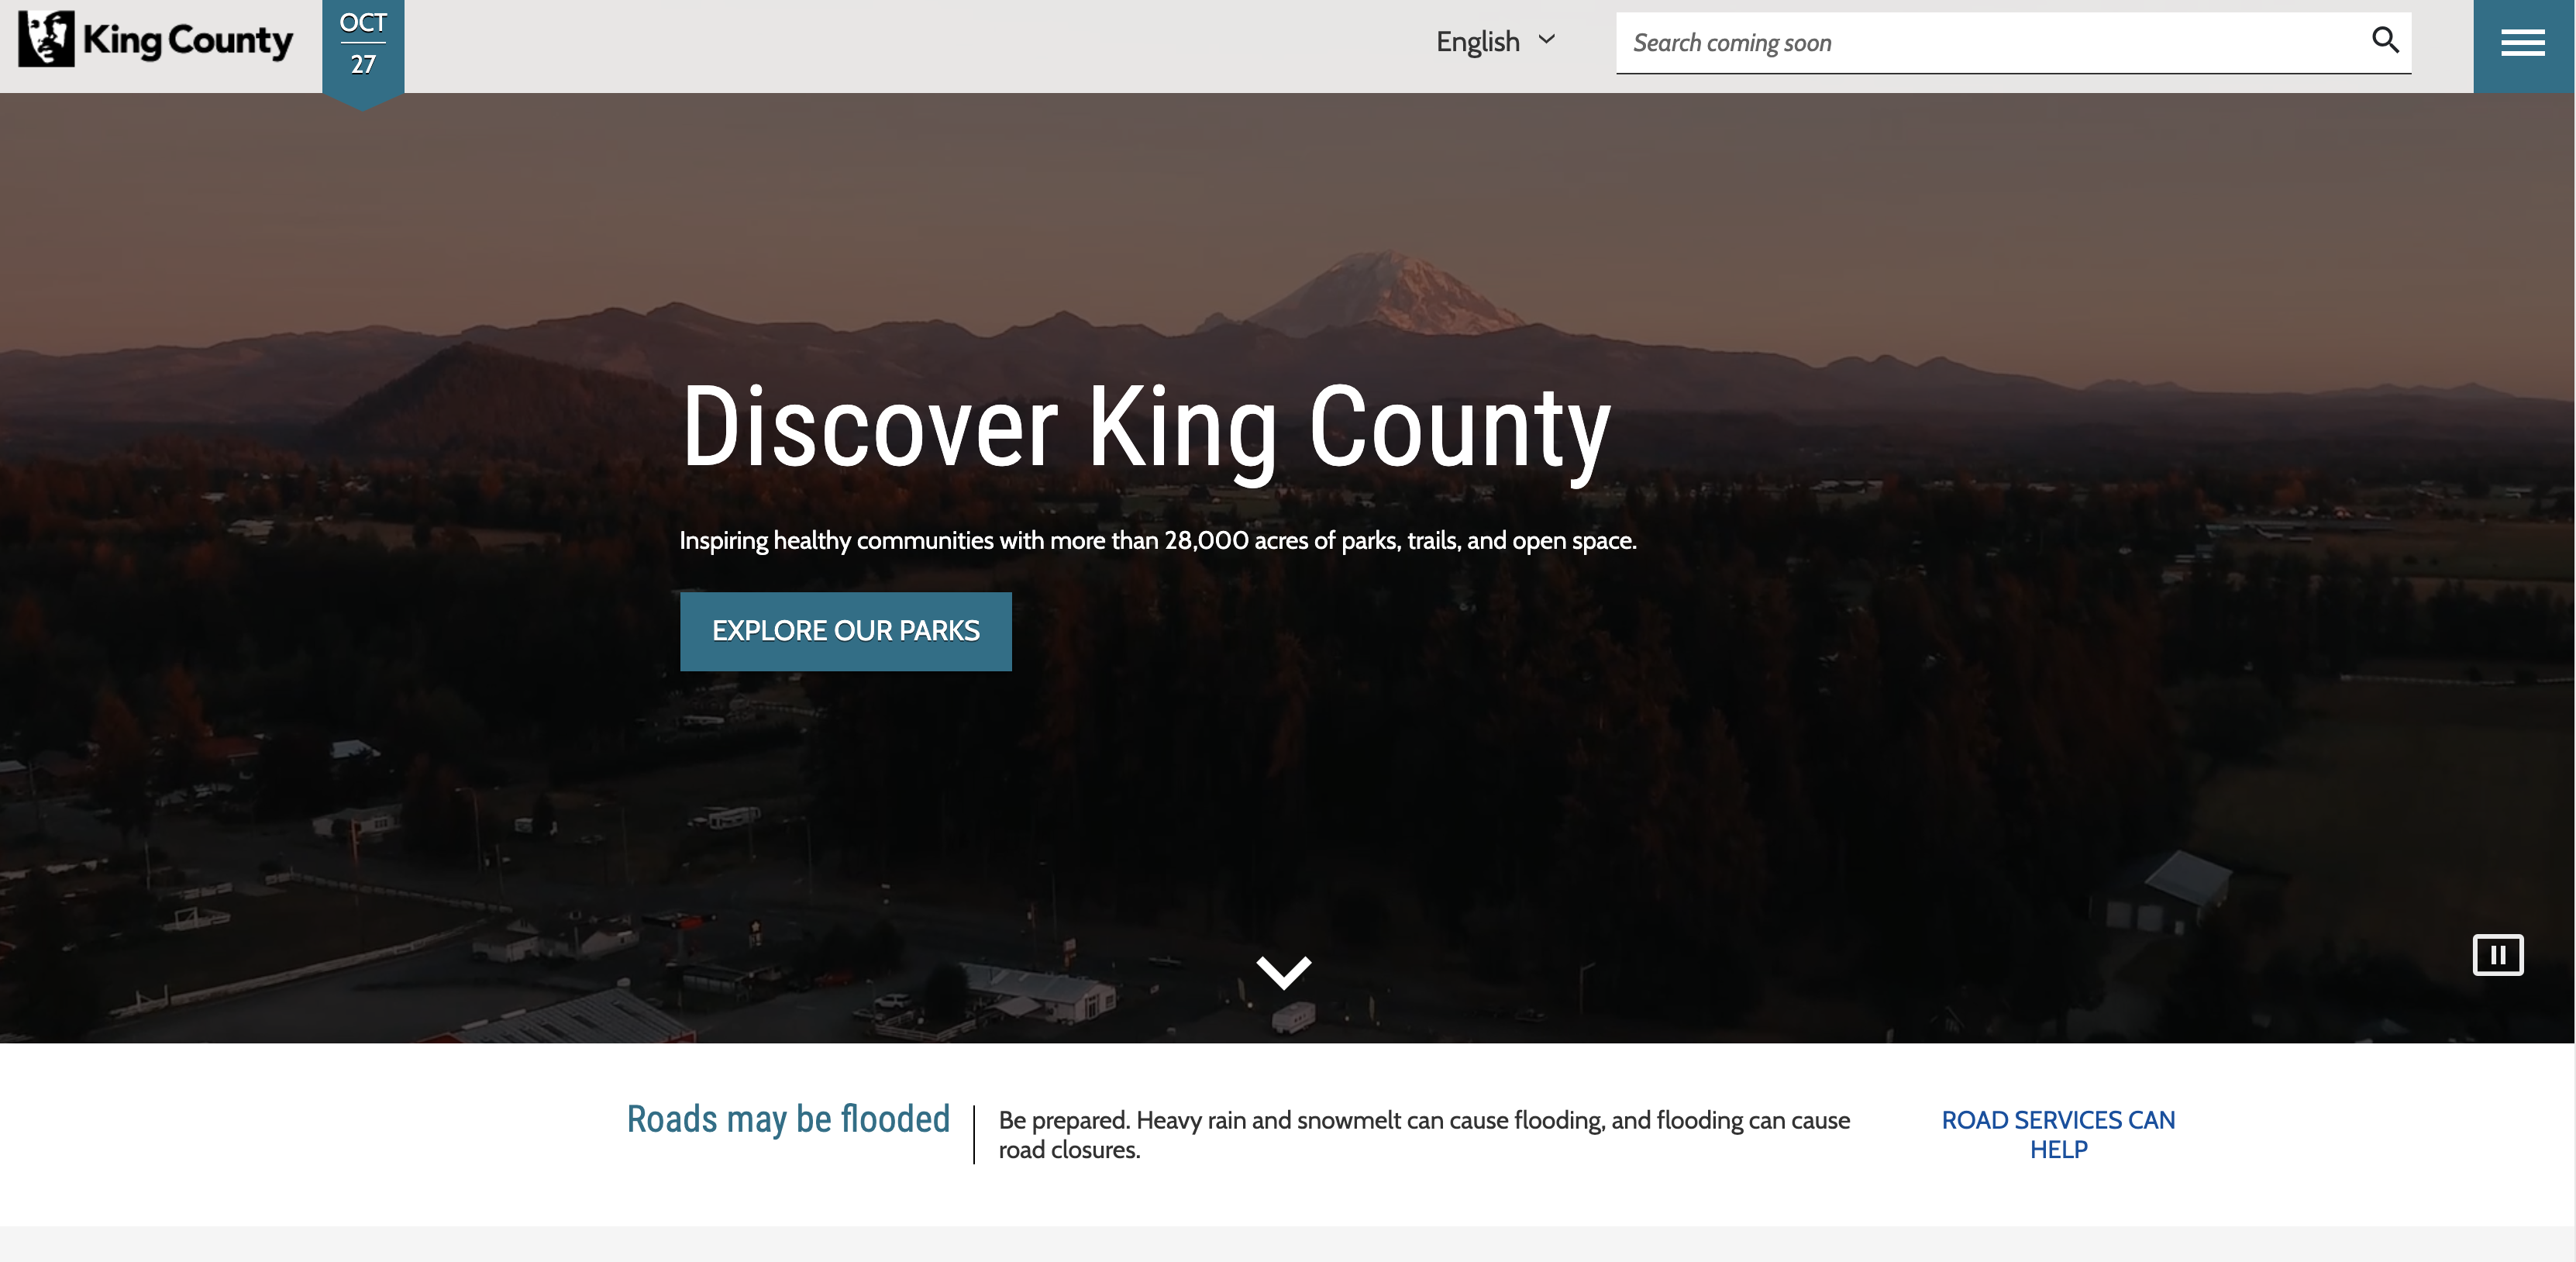 King County
OCT
27
English
Search coming soon
Discover King County
Inspiring healthy communities with more than 28,000 acres of parks, trails, and open space.
EXPLORE OUR PARKS
Roads may be flooded
Be prepared. Heavy rain and snowmelt can cause flooding, and flooding can cause
road closures.
ROAD SERVICES CAN
HELP